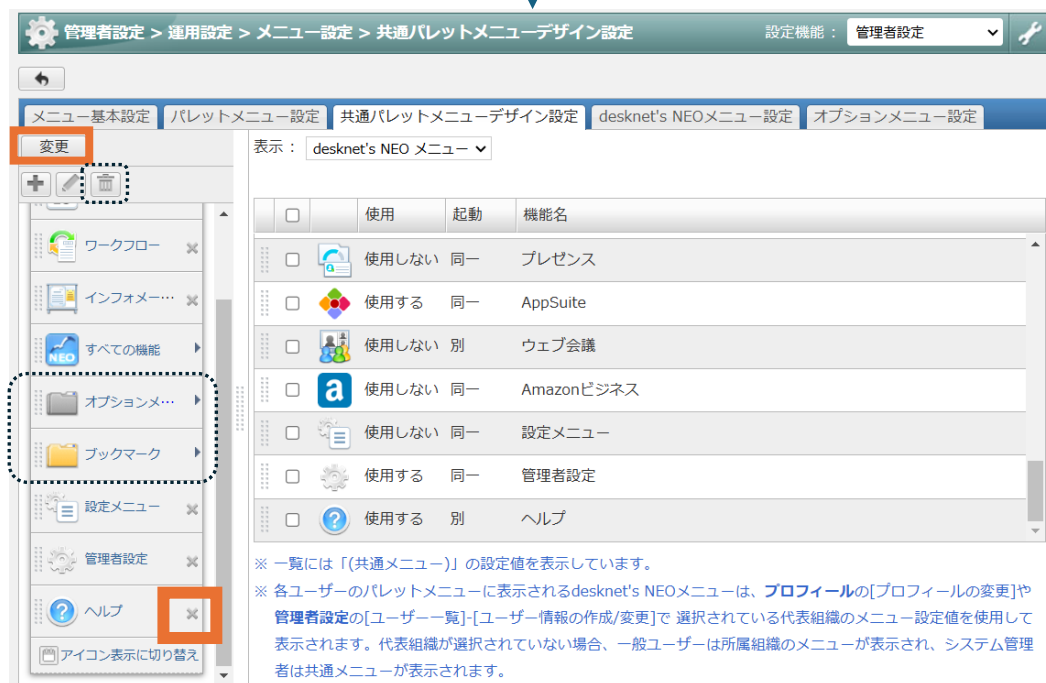 管理者設定 > 運用設定 > メニュー設定 > 共通パレットメニューデザイン設定 設定機能： 管理者設定
メニュー基本設定 パレットメニュー設定 共通パレットメニューデザイン設定 desknet's NEOメニュー設定 オプションメニュー設定
変更
表示： desknet's NEO メニュー
ワークフロー
インフォメー…
すべての機能
オプションメ…
ブックマーク
設定メニュー
管理者設定
ヘルプ
アイコン表示に切り替え
使用 起動 機能名
使用しない 同一 プレゼンス
使用する 同一 AppSuite
使用しない 別 ウェブ会議
使用しない 同一 Amazonビジネス
使用しない 同一 設定メニュー
使用する 同一 管理者設定
使用する 別 ヘルプ
※ 一覧には「(共通メニュー)」の設定値を表示しています。
※ 各ユーザーのパレットメニューに表示されるdesknet's NEOメニューは、プロフィールの[プロフィールの変更]や
管理者設定の[ユーザー一覧]-[ユーザー情報の作成/変更]で 選択されている代表組織のメニュー設定値を使用して
表示されます。代表組織が選択されていない場合、一般ユーザーは所属組織のメニューが表示され、システム管理
者は共通メニューが表示されます。